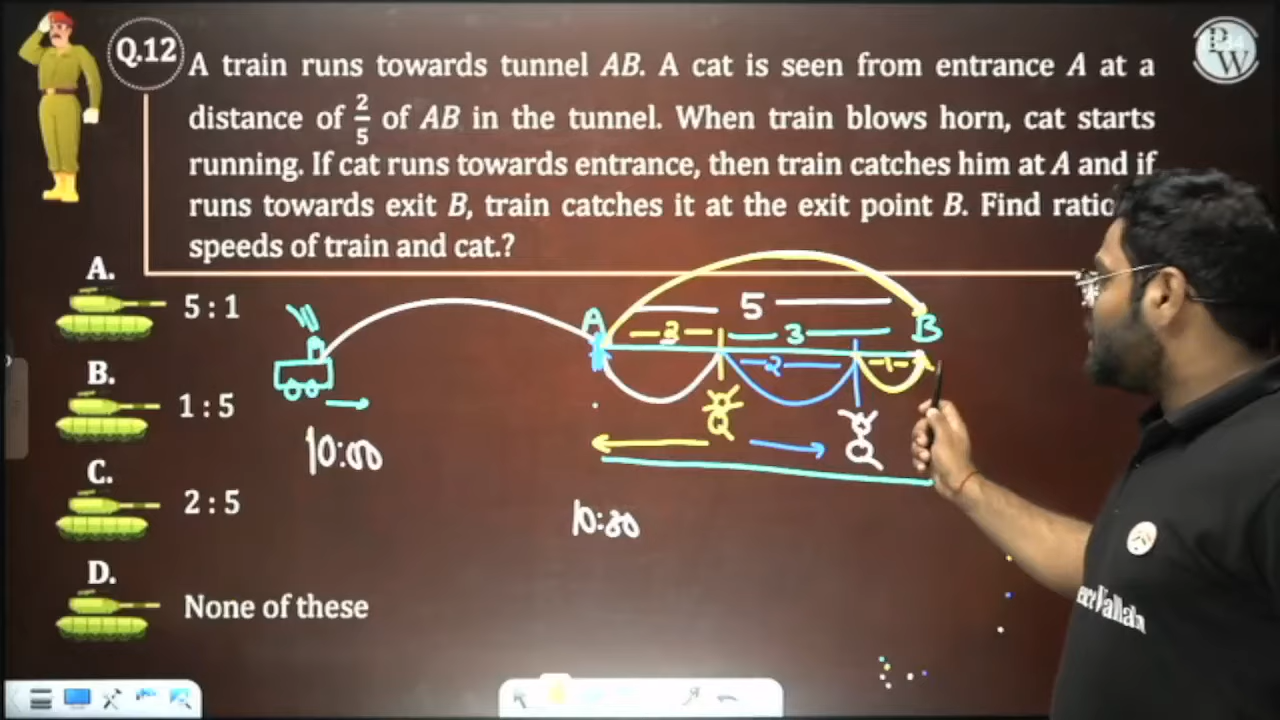 Q.12
A train runs towards tunnel AB. A cat is seen from entrance A at a
distance of 2/5 of AB in the tunnel. When train blows horn, cat starts
running. If cat runs towards entrance, then train catches him at A and if
runs towards exit B, train catches it at the exit point B. Find ratio
speeds of train and cat.?
A. 5 : 1
B. 1 : 5
C. 2 : 5
D. None of these
5
A
3
B
2
1
10:00